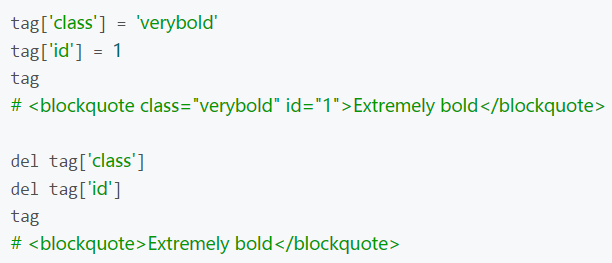 tag['class'] = 'verybold'
tag['id'] = 1
tag
# <blockquote class="verybold" id="1">Extremely bold</blockquote>
del tag['class']
del tag['id']
tag
# <blockquote>Extremely bold</blockquote>